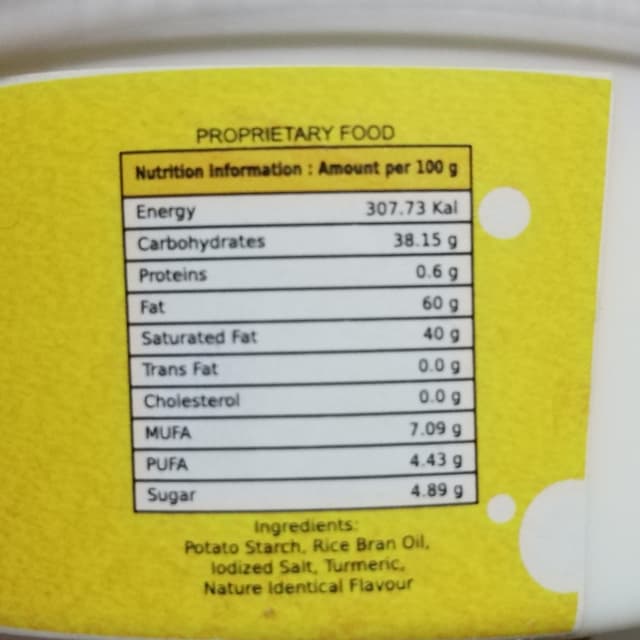 PROPRIETARY FOOD
Nutrition Information : Amount per 100 g
Energy 307.73 Kal
Carbohydrates 38.15 g
Proteins 0.6 g
Fat 60 g
Saturated Fat 40 g
Trans Fat 0.0 g
Cholesterol 0.0 g
MUFA 7.09 g
PUFA 4.43 g
Sugar 4.89 g
Ingredients:
Potato Starch, Rice Bran Oil,
Iodized Salt, Turmeric,
Nature Identical Flavour